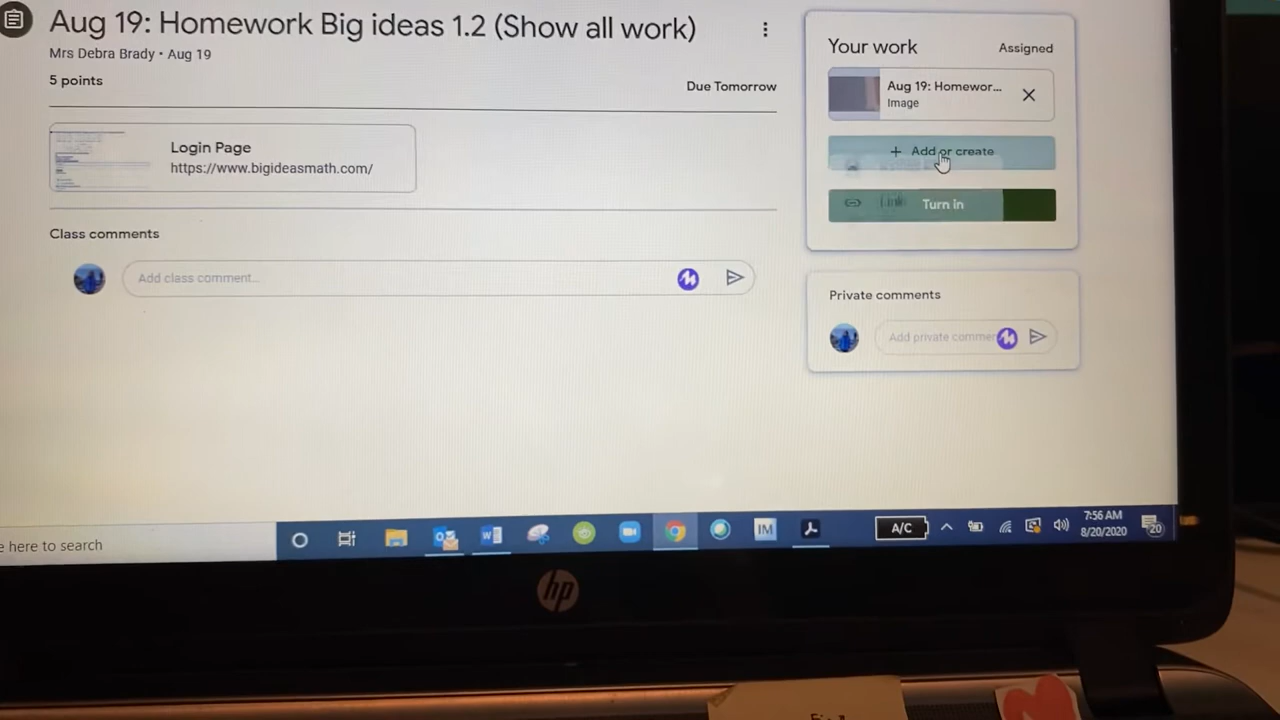 Aug 19: Homework Big ideas 1.2 (Show all work)
Mrs Debra Brady • Aug 19
5 points
Due Tomorrow
Login Page
https://www.bigideasmath.com/
Class comments
Add class comment...
Your work
Assigned
Aug 19: Homewor...
Image
+ Add or create
Link
Turn in
Private comments
Add private commen
e here to search
IM
A/C
7:56 AM
8/20/2020
20
hp